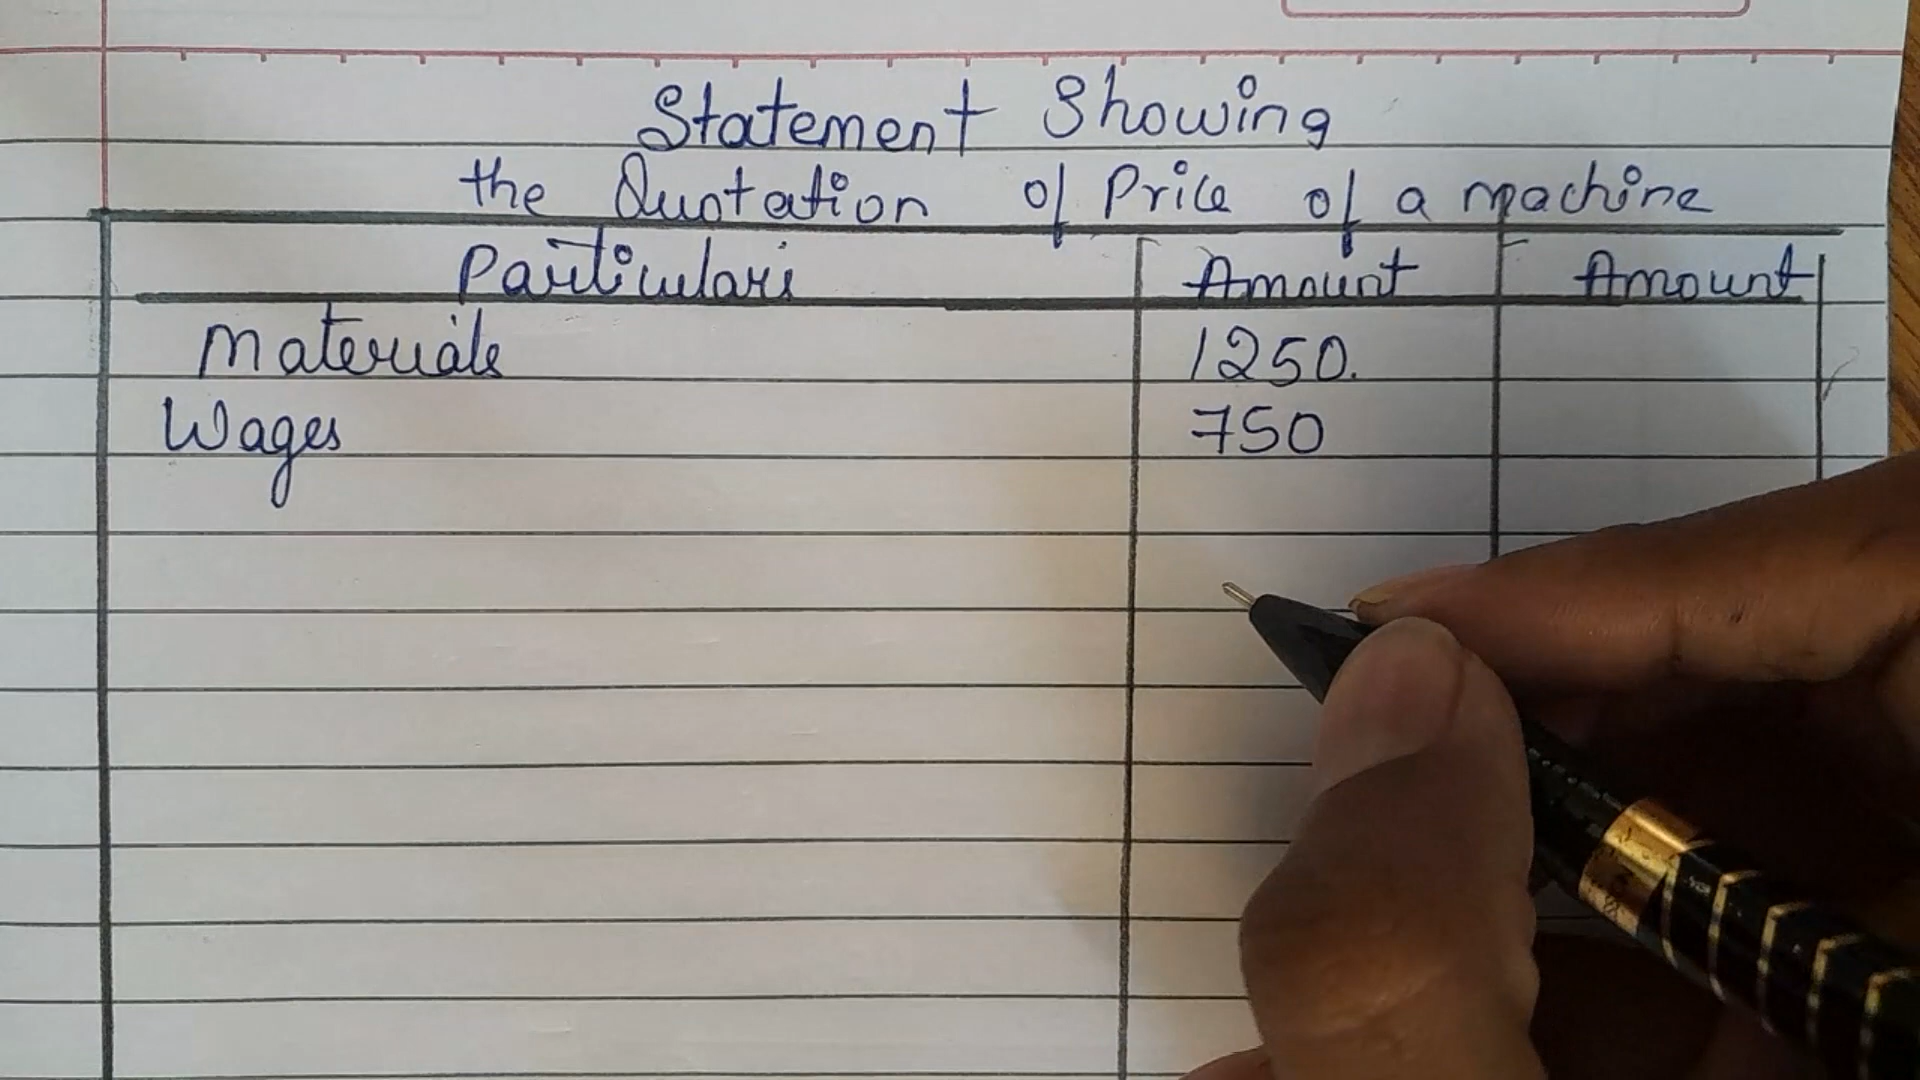 Statement Showing
the Quotation of Price of a machine
Particulars Amount Amount
Materials 1250.
Wages 750